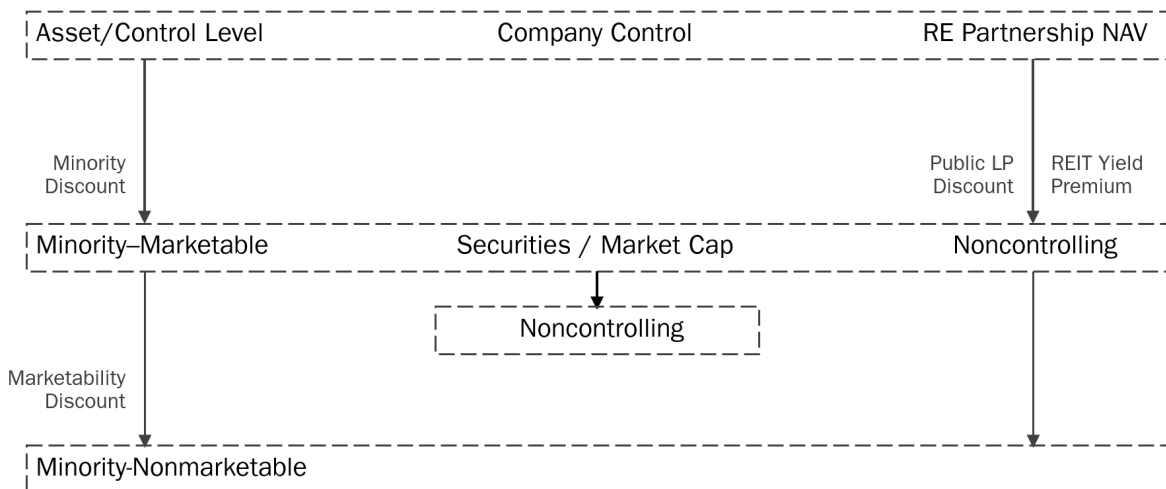 Asset/Control Level Company Control RE Partnership NAV
Minority
Discount
Public LP
Discount
REIT Yield
Premium
Minority–Marketable Securities / Market Cap Noncontrolling
Noncontrolling
Marketability
Discount
Minority-Nonmarketable